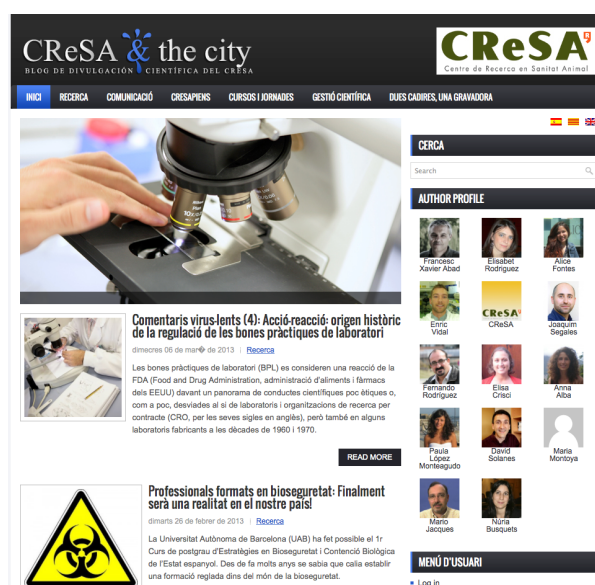 CReSA & the city
BLOG DE DIVULGACIÓN CIENTÍFICA DEL CRESA
CReSA
Centre de Recerca en Sanitat Animal
INICI RECERCA COMUNICACIÓ CRESAPIENS CURSOS I JORNADES GESTIÓ CIENTÍFICA DUES CADIRES, UNA GRAVADORA
10x/0.
CERCA
Search
AUTHOR PROFILE
Francesc
Xavier Abad
Elisabet
Rodriguez
Alice
Fontes
Enric
Vidal
CReSA
CReSA
Joaquim
Segales
Fernando
Rodríguez
Elisa
Crisci
Anna
Alba
Paula
López
Monteagudo
David
Solanes
Maria
Montoya
Mario
Jacques
Núria
Busquets
MENÚ D'USUARI
Log in
Comentaris virus-lents (4): Acció-reacció: origen històric
de la regulació de les bones pràctiques de laboratori
dimecres 06 de mar� de 2013 | Recerca
Les bones pràctiques de laboratori (BPL) es consideren una reacció de la
FDA (Food and Drug Administration, administració d'aliments i fàrmacs
dels EEUU) davant un panorama de conductes científiques poc ètiques o,
com a poc, desviades al si de laboratoris i organitzacions de recerca per
contracte (CRO, per les seves sigles en anglès), però també en alguns
laboratoris fabricants a les dècades de 1960 i 1970.
READ MORE
Professionals formats en bioseguretat: Finalment
serà una realitat en el nostre país!
dimarts 26 de febrer de 2013 | Recerca
La Universitat Autònoma de Barcelona (UAB) ha fet possible el 1r
Curs de postgrau d'Estratègies en Bioseguretat i Contenció Biològica
de l'Estat espanyol. Des de fa molts anys se sabia que calia establir
una formació reglada dins del món de la bioseguretat.